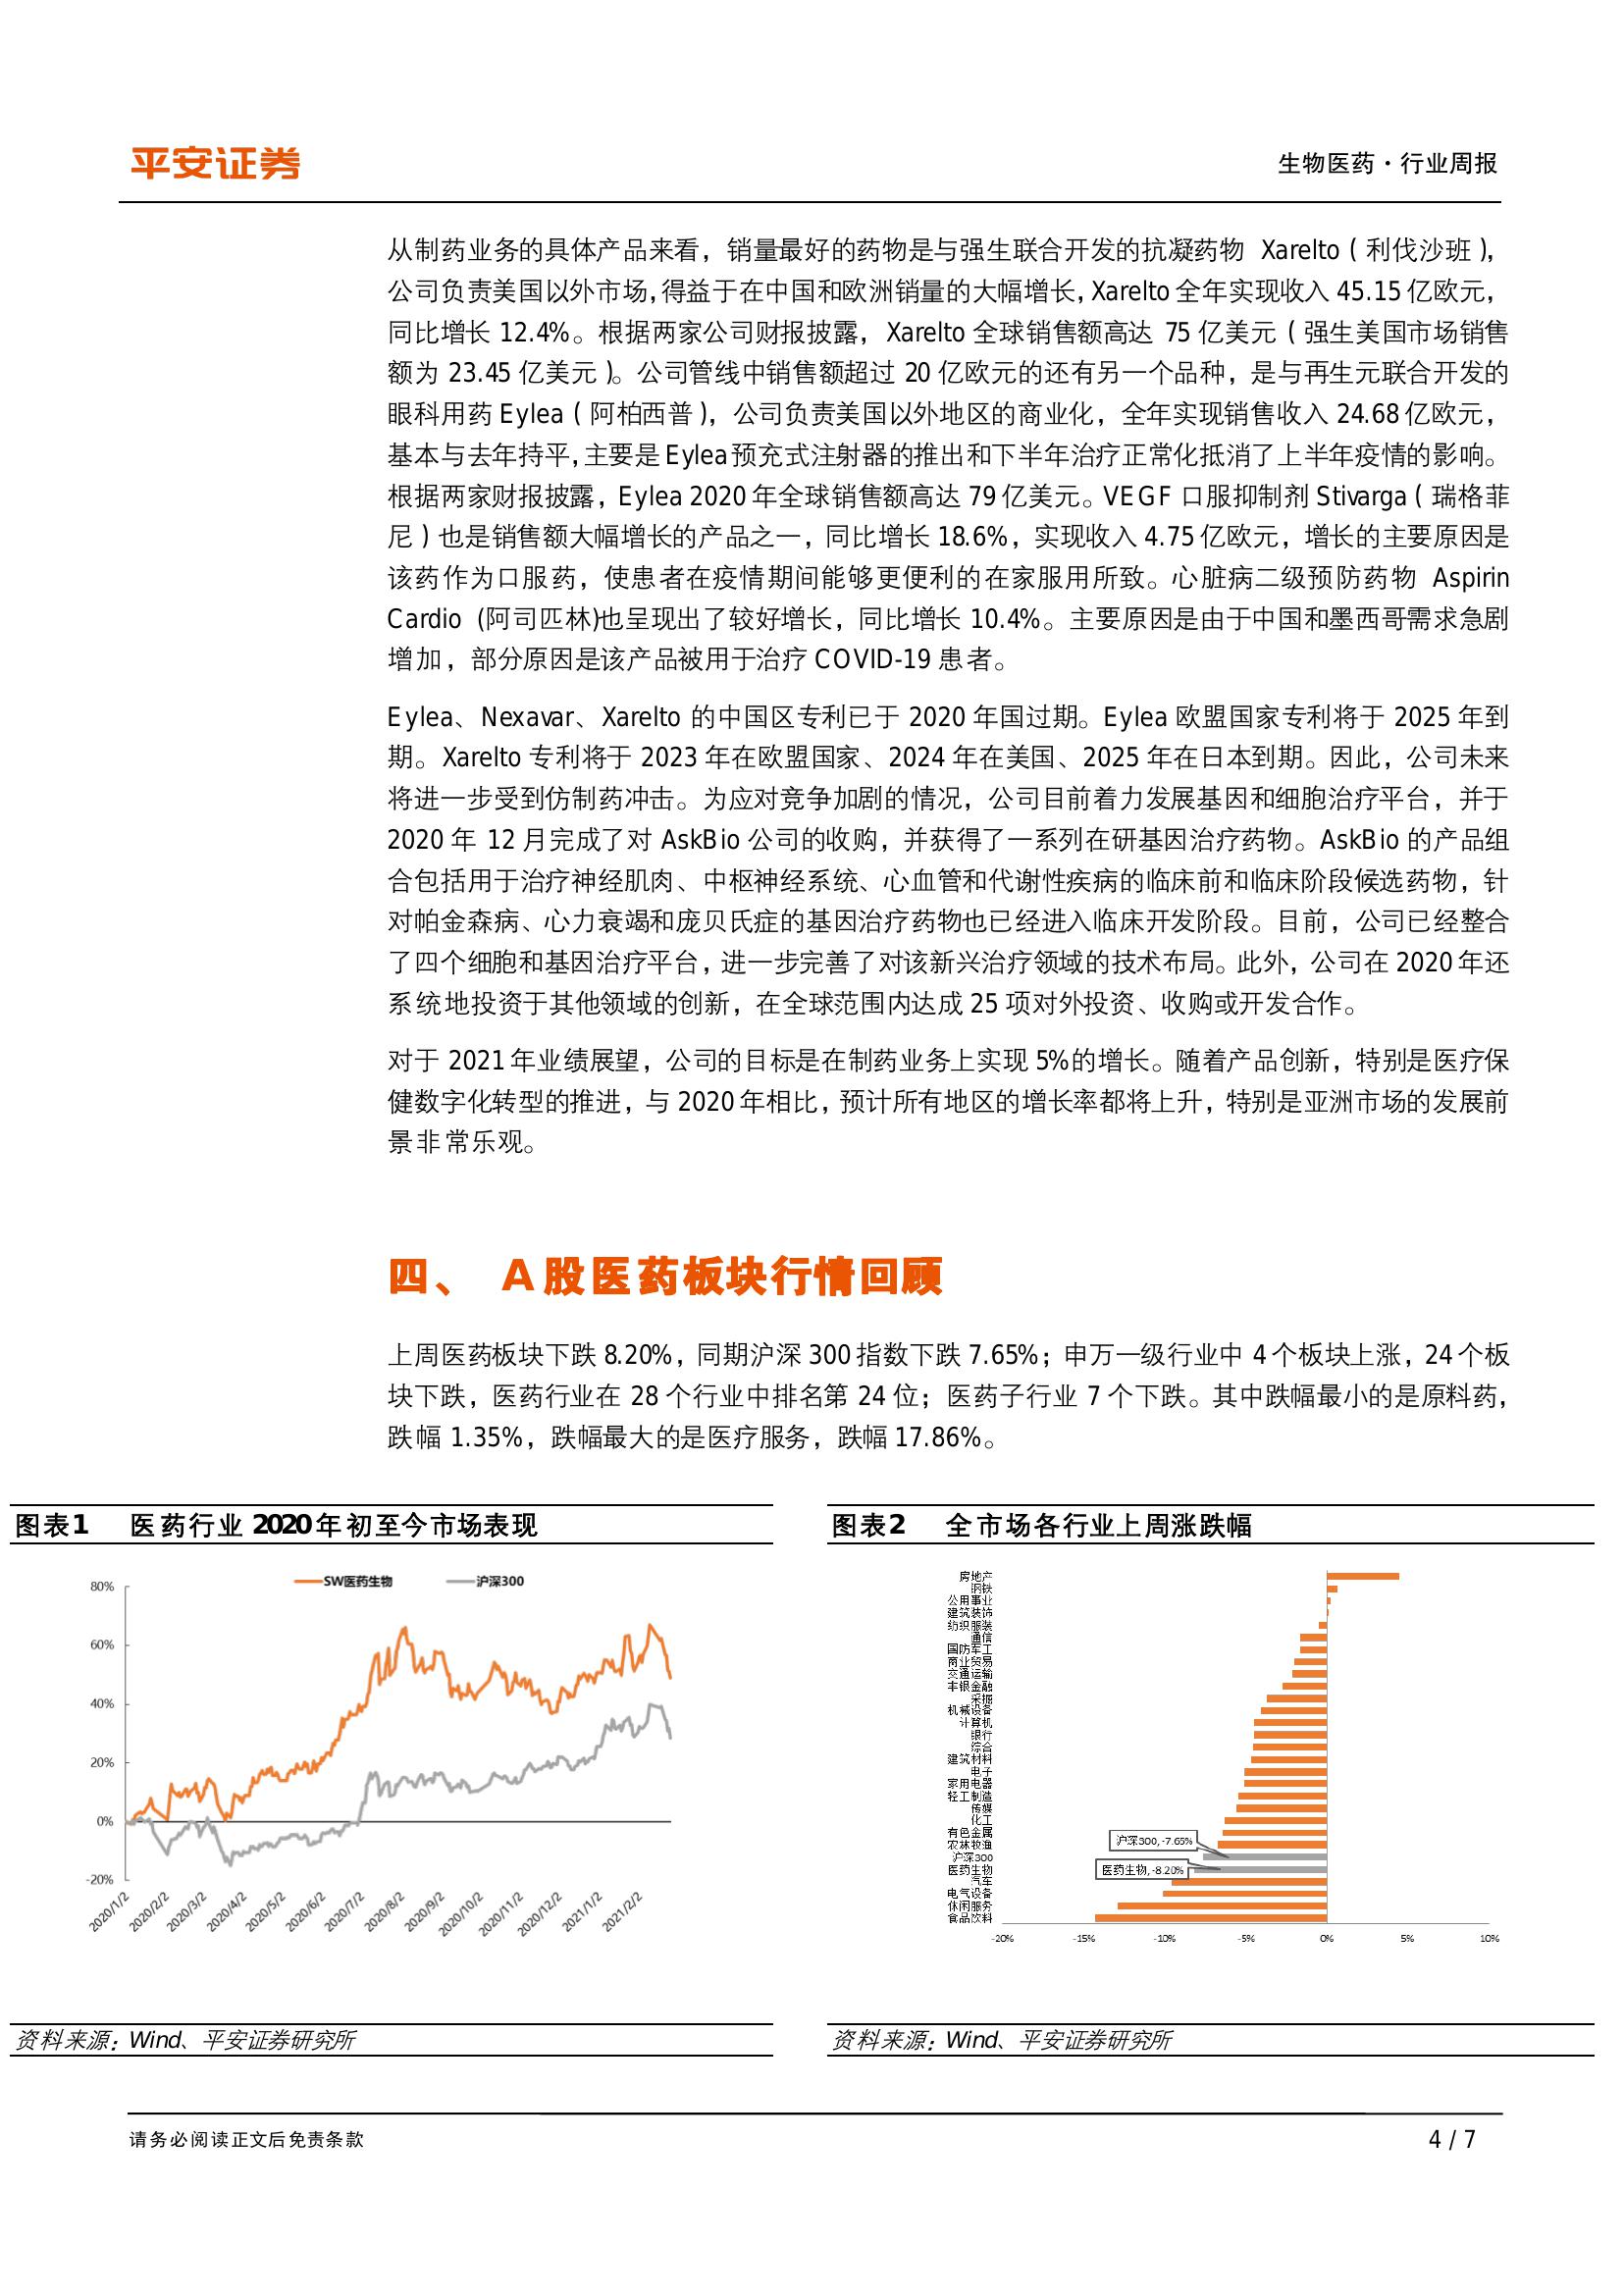 平安证券
生物医药·行业周报
从制药业务的具体产品来看，销量最好的药物是与强生联合开发的抗凝药物 Xarelto（利伐沙班），
公司负责美国以外市场，得益于在中国和欧洲销量的大幅增长，Xarelto 全年实现收入 45.15 亿欧元，
同比增长 12.4%。根据两家公司财报披露，Xarelto 全球销售额高达 75 亿美元（强生美国市场销售
额为 23.45 亿美元）。公司管线中销售额超过 20 亿欧元的还有另一个品种，是与再生元联合开发的
眼科用药 Eylea（阿柏西普），公司负责美国以外地区的商业化，全年实现销售收入 24.68 亿欧元，
基本与去年持平，主要是 Eylea 预充式注射器的推出和下半年治疗正常化抵消了上半年疫情的影响。
根据两家财报披露，Eylea 2020 年全球销售额高达 79 亿美元。VEGF 口服抑制剂 Stivarga（瑞格菲
尼）也是销售额大幅增长的产品之一，同比增长 18.6%，实现收入 4.75 亿欧元，增长的主要原因是
该药作为口服药，使患者在疫情期间能够更便利的在家服用所致。心脏病二级预防药物 Aspirin
Cardio (阿司匹林)也呈现出了较好增长，同比增长 10.4%。主要原因是由于中国和墨西哥需求急剧
增加，部分原因是该产品被用于治疗 COVID-19 患者。
Eylea、Nexavar、Xarelto 的中国区专利已于 2020 年国过期。Eylea 欧盟国家专利将于 2025 年到
期。Xarelto 专利将于 2023 年在欧盟国家、2024 年在美国、2025 年在日本到期。因此，公司未来
将进一步受到仿制药冲击。为应对竞争加剧的情况，公司目前着力发展基因和细胞治疗平台，并于
2020 年 12 月完成了对 AskBio 公司的收购，并获得了一系列在研基因治疗药物。AskBio 的产品组
合包括用于治疗神经肌肉、中枢神经系统、心血管和代谢性疾病的临床前和临床阶段候选药物，针
对帕金森病、心力衰竭和庞贝氏症的基因治疗药物也已经进入临床开发阶段。目前，公司已经整合
了四个细胞和基因治疗平台，进一步完善了对该新兴治疗领域的技术布局。此外，公司在 2020 年还
系统地投资于其他领域的创新，在全球范围内达成 25 项对外投资、收购或开发合作。
对于 2021 年业绩展望，公司的目标是在制药业务上实现 5%的增长。随着产品创新，特别是医疗保
健数字化转型的推进，与 2020 年相比，预计所有地区的增长率都将上升，特别是亚洲市场的发展前
景非常乐观。
四、 A 股医药板块行情回顾
上周医药板块下跌 8.20%，同期沪深 300 指数下跌 7.65%；申万一级行业中 4 个板块上涨，24 个板
块下跌，医药行业在 28 个行业中排名第 24 位；医药子行业 7 个下跌。其中跌幅最小的是原料药，
跌幅 1.35%，跌幅最大的是医疗服务，跌幅 17.86%。
图表1 医药行业 2020 年初至今市场表现
SW医药生物 沪深300
80%
60%
40%
20%
0%
-20%
2020/1/2 2020/2/2 2020/3/2 2020/4/2 2020/5/2 2020/6/2 2020/7/2 2020/8/2 2020/9/2 2020/10/2 2020/11/2 2020/12/2 2021/1/2 2021/2/2
资料来源：Wind、平安证券研究所
图表2 全市场各行业上周涨跌幅
房地产
钢铁
公用事业
建筑装饰
纺织服装
通信
国防军工
商业贸易
交通运输
非银金融
采掘
机械设备
计算机
银行
综合
建筑材料
电子
家用电器
轻工制造
传媒
化工
有色金属
农林牧渔
沪深300
医药生物
汽车
电气设备
休闲服务
食品饮料
沪深300, -7.65%
医药生物, -8.20%
-20% -15% -10% -5% 0% 5% 10%
资料来源：Wind、平安证券研究所
请务必阅读正文后免责条款
4 / 7